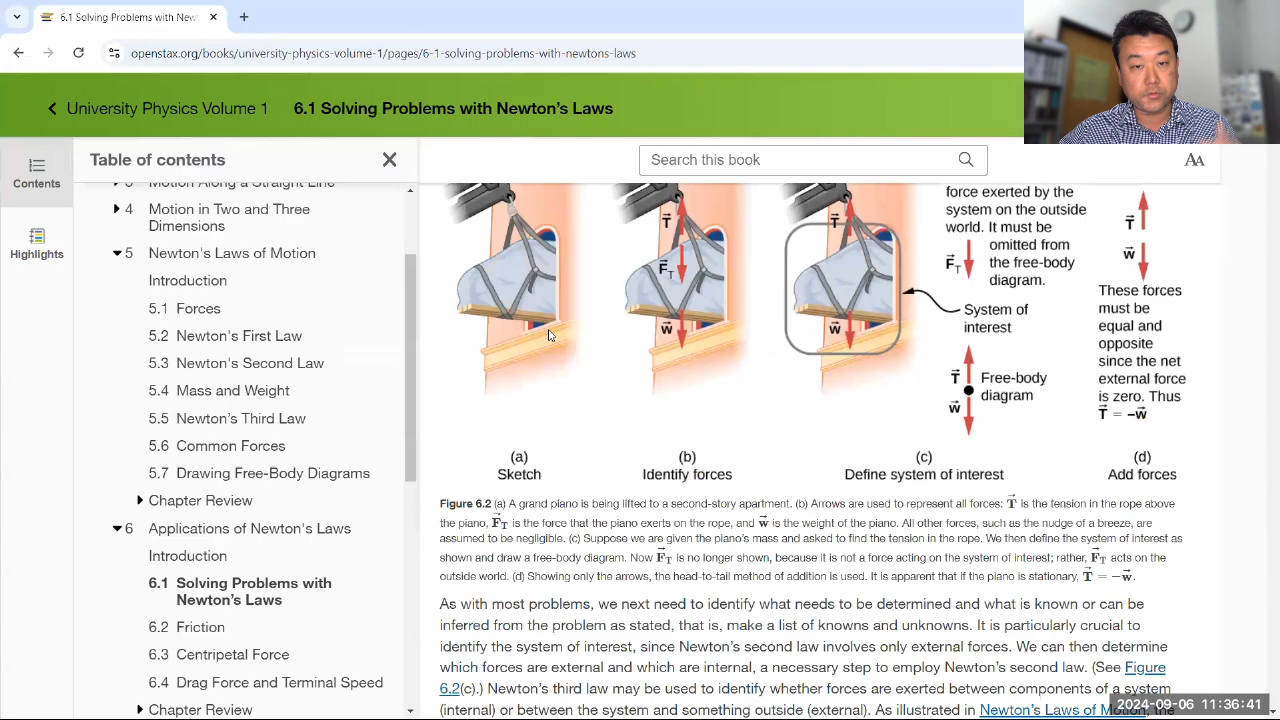 6.1 Solving Problems with New
openstax.org/books/university-physics-volume-1/pages/6-1-solving-problems-with-newtons-laws
University Physics Volume 1
6.1 Solving Problems with Newton's Laws
Contents
Highlights
Table of contents
Search this book
AA
3 Motion Along a Straight Line
4 Motion in Two and Three
Dimensions
5 Newton's Laws of Motion
Introduction
5.1 Forces
5.2 Newton's First Law
5.3 Newton's Second Law
5.4 Mass and Weight
5.5 Newton's Third Law
5.6 Common Forces
5.7 Drawing Free-Body Diagrams
Chapter Review
6 Applications of Newton's Laws
Introduction
6.1 Solving Problems with
Newton's Laws
6.2 Friction
6.3 Centripetal Force
6.4 Drag Force and Terminal Speed
Chapter Review
T
F_T
w
T
w
force exerted by the
system on the outside
world. It must be
omitted from
the free-body
diagram.
F_T
System of
interest
T
w
Free-body
diagram
T
w
These forces
must be
equal and
opposite
since the net
external force
is zero. Thus
T = –w
(a)
Sketch
(b)
Identify forces
(c)
Define system of interest
(d)
Add forces
Figure 6.2 (a) A grand piano is being lifted to a second-story apartment. (b) Arrows are used to represent all forces: T is the tension in the rope above
the piano, F_T is the force that the piano exerts on the rope, and w is the weight of the piano. All other forces, such as the nudge of a breeze, are
assumed to be negligible. (c) Suppose we are given the piano's mass and asked to find the tension in the rope. We then define the system of interest as
shown and draw a free-body diagram. Now F_T is no longer shown, because it is not a force acting on the system of interest; rather, F_T acts on the
outside world. (d) Showing only the arrows, the head-to-tail method of addition is used. It is apparent that if the piano is stationary, T = −w.
As with most problems, we next need to identify what needs to be determined and what is known or can be
inferred from the problem as stated, that is, make a list of knowns and unknowns. It is particularly crucial to
identify the system of interest, since Newton's second law involves only external forces. We can then determine
which forces are external and which are internal, a necessary step to employ Newton's second law. (See Figure
6.2(c).) Newton's third law may be used to identify whether forces are exerted between components of a system
(internal) or between the system and something outside (external). As illustrated in Newton's Laws of Motion, the
2024-09-06 11:36:41